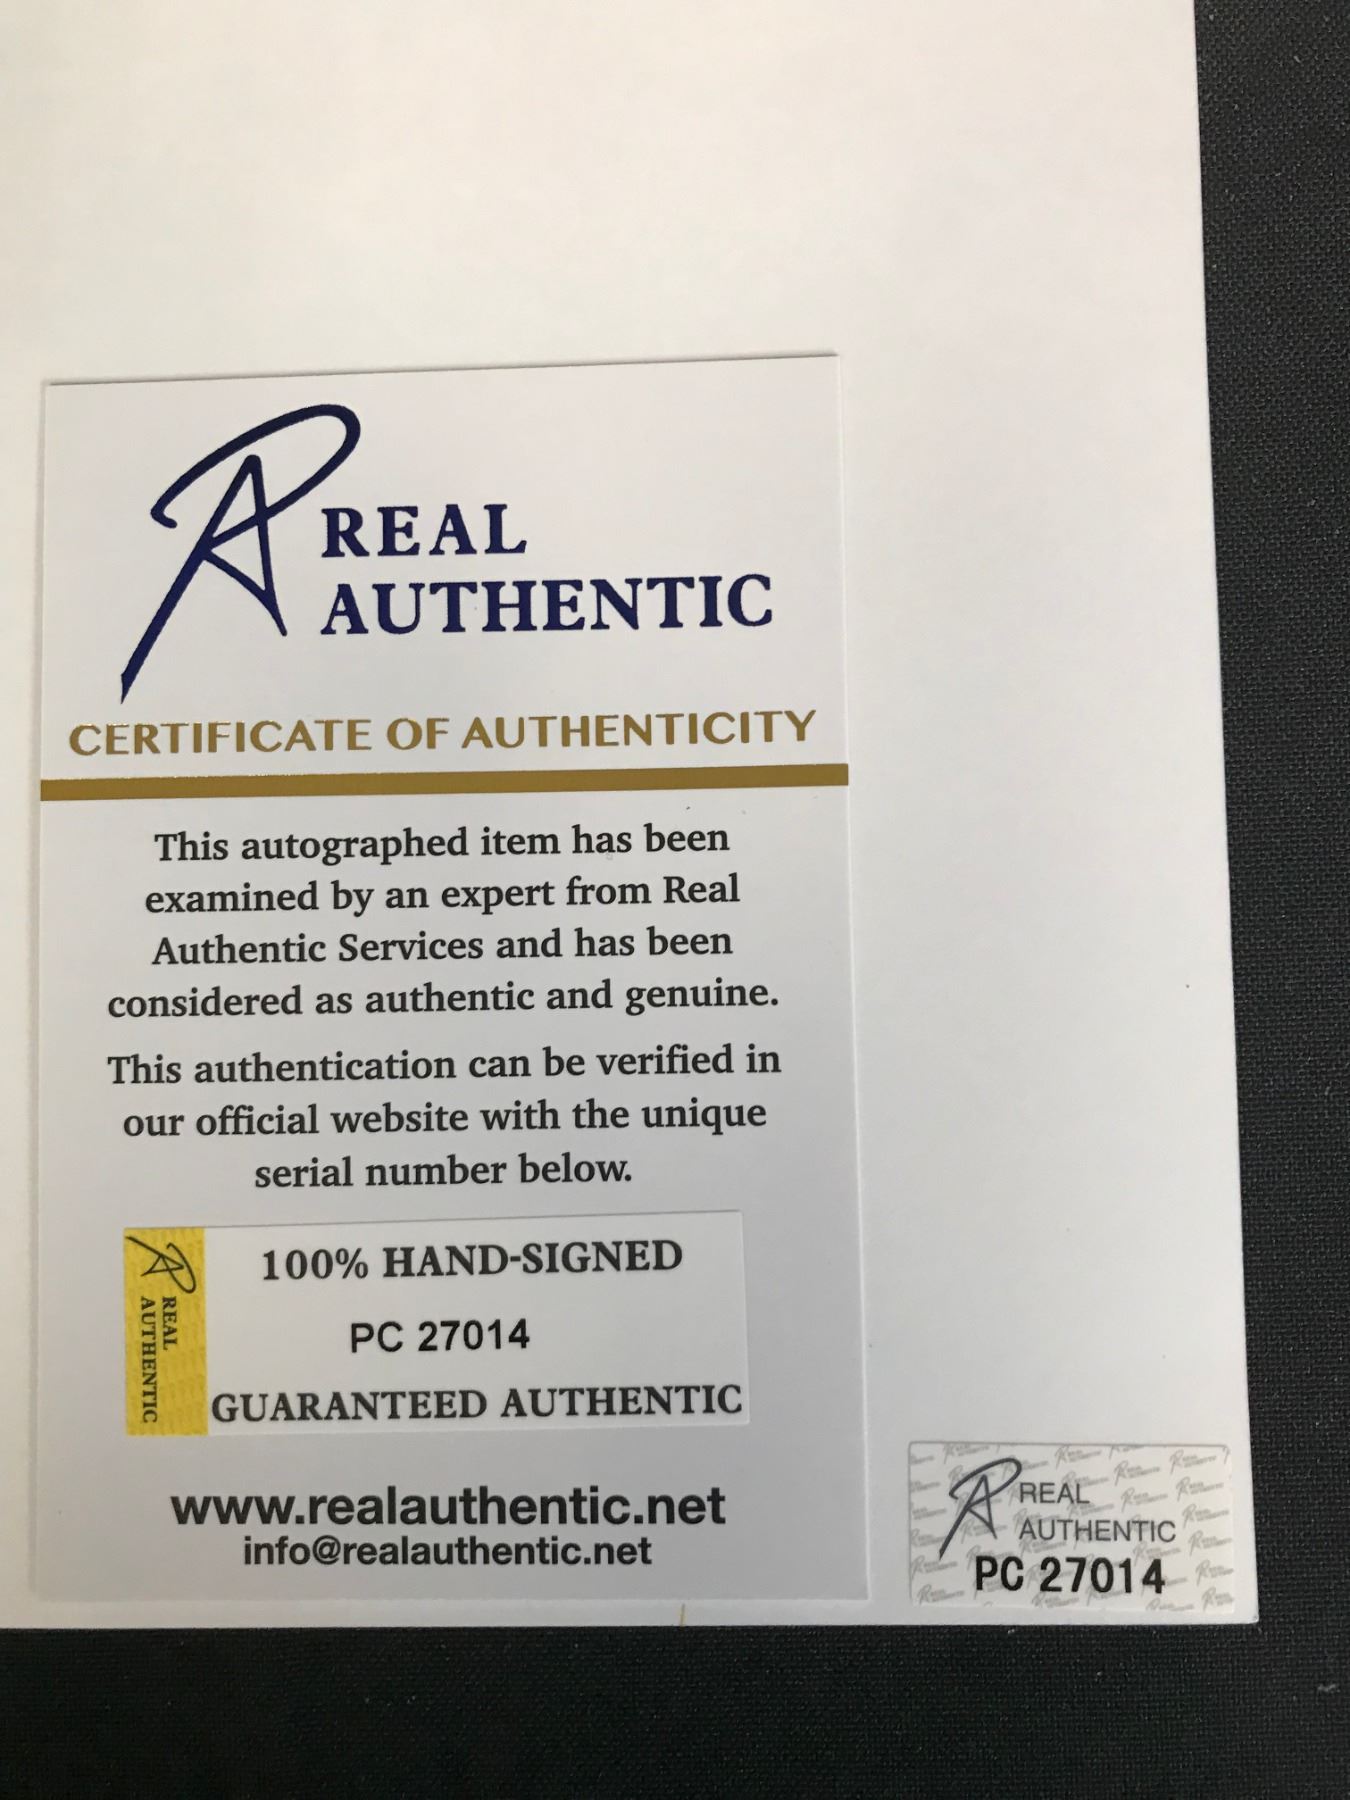 REAL
AUTHENTIC
CERTIFICATE OF AUTHENTICITY
This autographed item has been
examined by an expert from Real
Authentic Services and has been
considered as authentic and genuine.
This authentication can be verified in
our official website with the unique
serial number below.
REAL
AUTHENTIC
100% HAND-SIGNED
PC 27014
GUARANTEED AUTHENTIC
www.realauthentic.net
info@realauthentic.net
REAL
AUTHENTIC
PC 27014